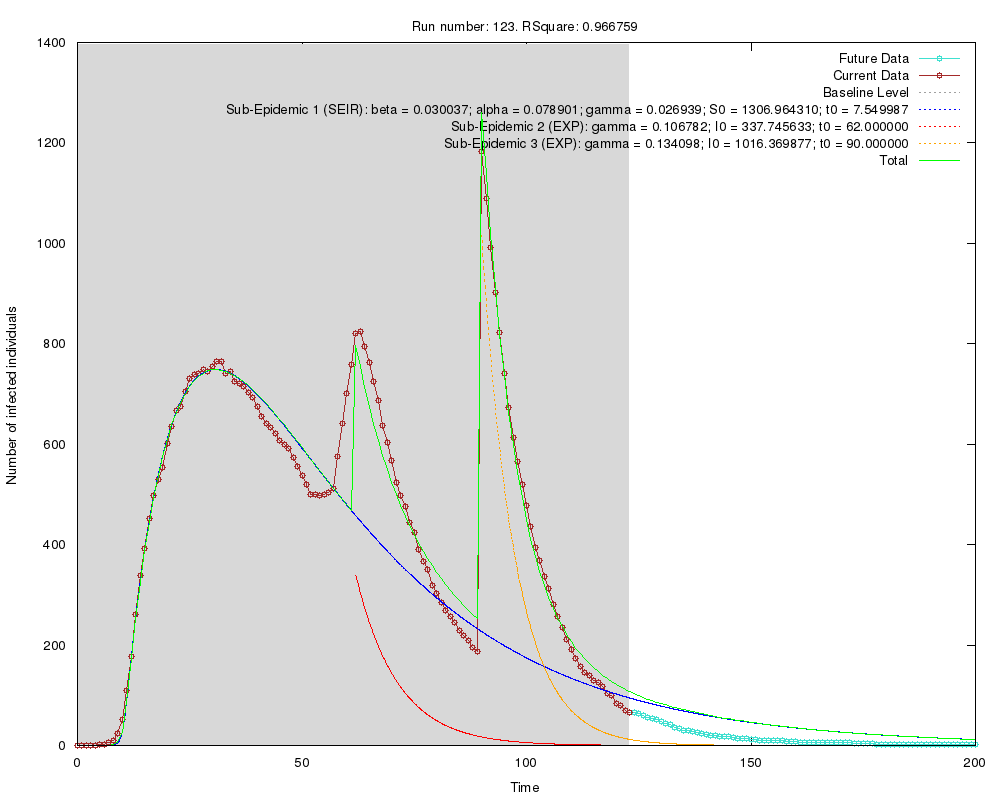 Run number: 123. RSquare: 0.966759
1400
1200
1000
800
600
400
200
0
Number of infected individuals
Future Data
Current Data
Baseline Level
Sub-Epidemic 1 (SEIR): beta = 0.030037; alpha = 0.078901; gamma = 0.026939; S0 = 1306.964310; t0 = 7.549987
Sub-Epidemic 2 (EXP): gamma = 0.106782; I0 = 337.745633; t0 = 62.000000
Sub-Epidemic 3 (EXP): gamma = 0.134098; I0 = 1016.369877; t0 = 90.000000
Total
0 50 100 150 200
Time